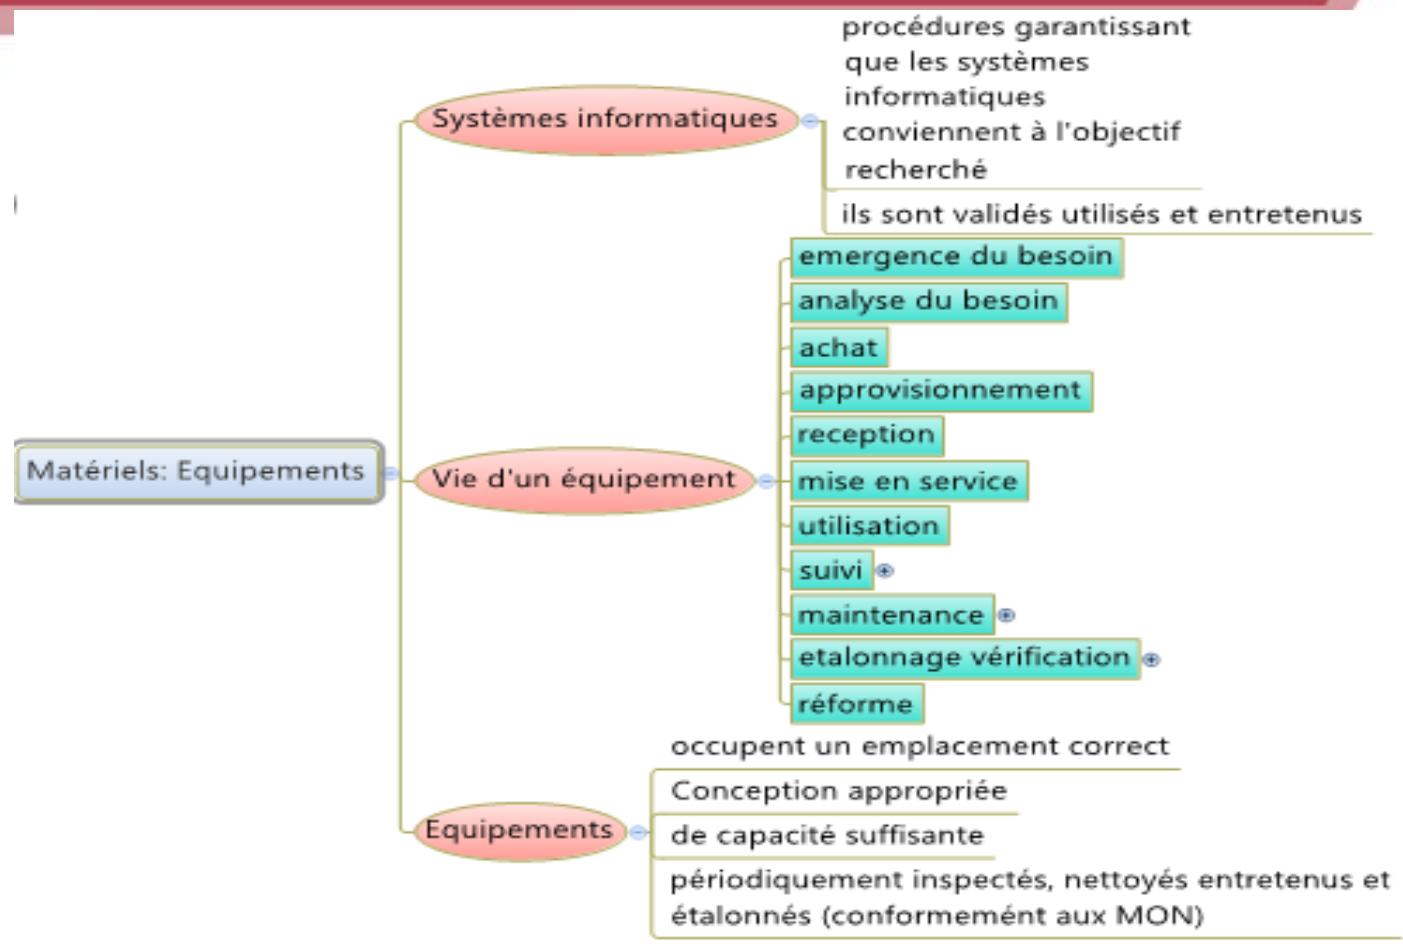 procédures garantissant
que les systèmes
informatiques
conviennent à l'objectif
recherché
Systèmes informatiques
ils sont validés utilisés et entretenus
emergence du besoin
analyse du besoin
achat
approvisionnement
reception
Matériels: Equipements
Vie d'un équipement
mise en service
utilisation
suivi
maintenance
etalonnage vérification
réforme
occupent un emplacement correct
Conception appropriée
Equipements
de capacité suffisante
périodiquement inspectés, nettoyés entretenus et
étalonnés (conformemént aux MON)